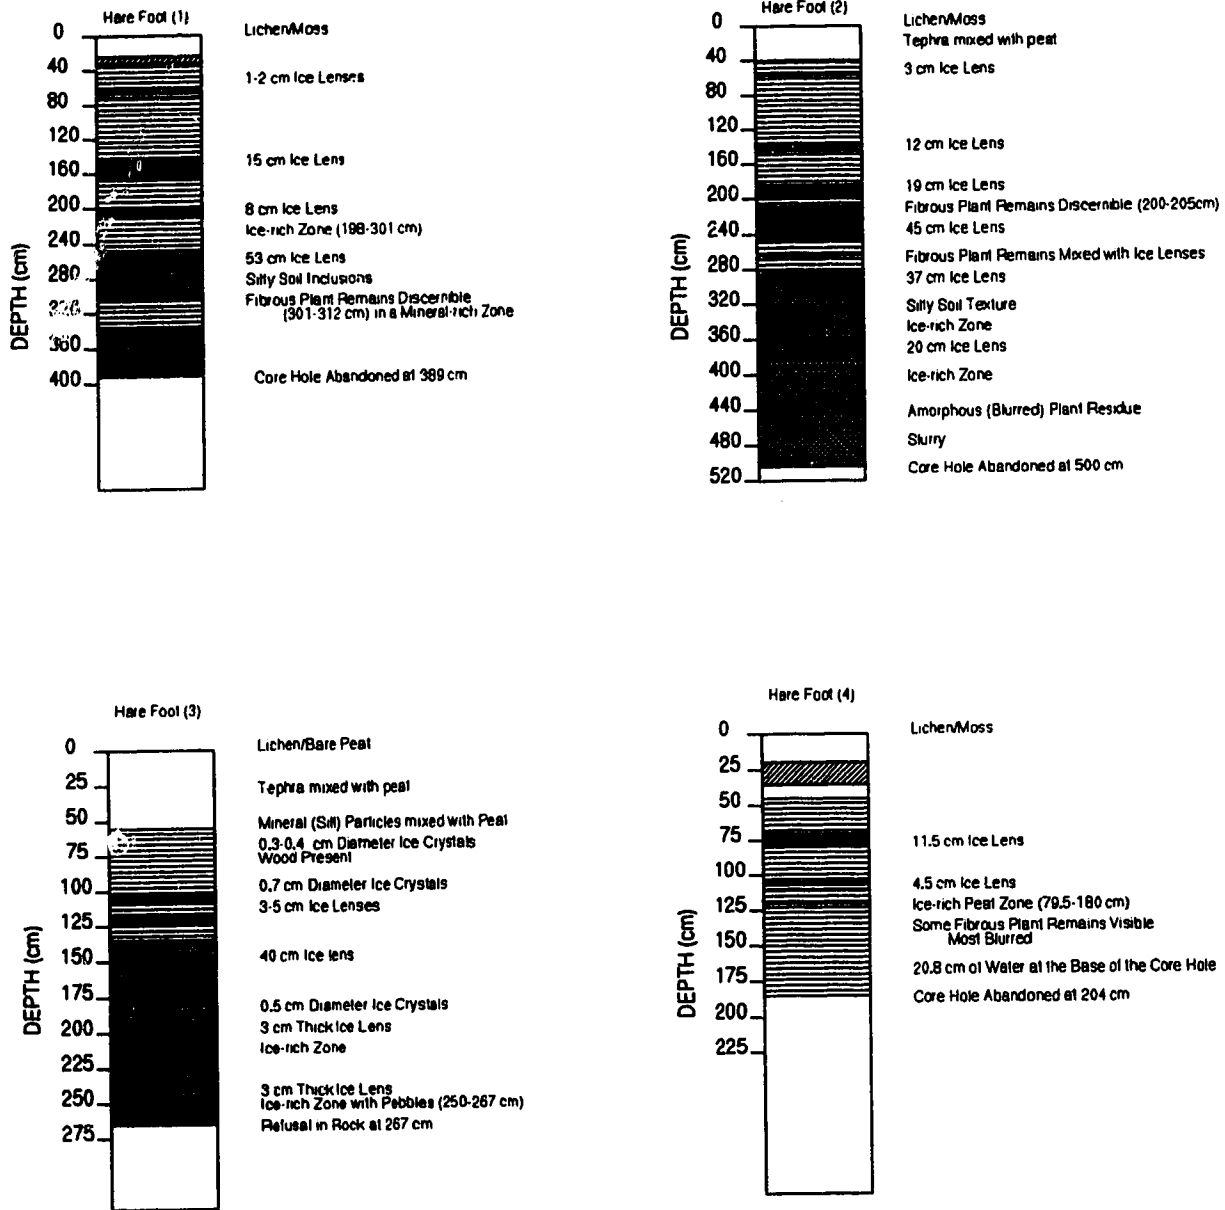 Hare Foot (1)
0
40
80
120
160
200
240
280
320
360
400
DEPTH (cm)
Lichen/Moss
1-2 cm Ice Lenses
15 cm Ice Lens
8 cm Ice Lens
Ice-rich Zone (198-301 cm)
53 cm Ice Lens
Silty Soil Inclusions
Fibrous Plant Remains Discernible
(301-312 cm) in a Mineral-rich Zone
Core Hole Abandoned at 389 cm
Hare Foot (2)
0
40
80
120
160
200
240
280
320
360
400
440
480
520
DEPTH (cm)
Lichen/Moss
Tephra mixed with peat
3 cm Ice Lens
12 cm Ice Lens
19 cm Ice Lens
Fibrous Plant Remains Discernible (200-205cm)
45 cm Ice Lens
Fibrous Plant Remains Mixed with Ice Lenses
37 cm Ice Lens
Silty Soil Texture
Ice-rich Zone
20 cm Ice Lens
Ice-rich Zone
Amorphous (Blurred) Plant Residue
Slurry
Core Hole Abandoned at 500 cm
Hare Foot (3)
0
25
50
75
100
125
150
175
200
225
250
275
DEPTH (cm)
Lichen/Bare Peat
Tephra mixed with peat
Mineral (Silt) Particles mixed with Peat
0.3-0.4 cm Diameter Ice Crystals
Wood Present
0.7 cm Diameter Ice Crystals
3-5 cm Ice Lenses
40 cm Ice lens
0.5 cm Diameter Ice Crystals
3 cm Thick Ice Lens
Ice-rich Zone
3 cm Thick Ice Lens
Ice-rich Zone with Pebbles (250-267 cm)
Refusal in Rock at 267 cm
Hare Foot (4)
0
25
50
75
100
125
150
175
200
225
DEPTH (cm)
Lichen/Moss
11.5 cm Ice Lens
4.5 cm Ice Lens
Ice-rich Peat Zone (79.5-180 cm)
Some Fibrous Plant Remains Visible
Most Blurred
20.8 cm of Water at the Base of the Core Hole
Core Hole Abandoned at 204 cm